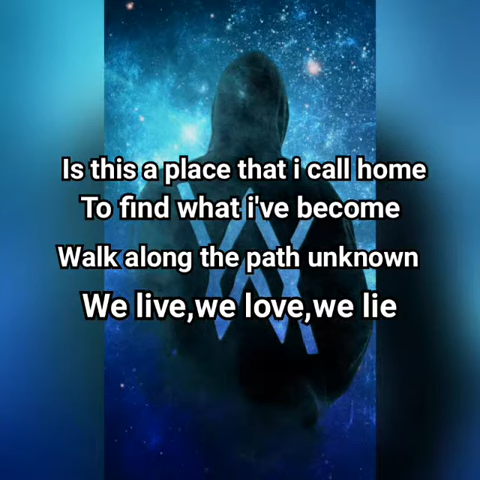 Is this a place that i call home
To find what i've become
Walk along the path unknown
We live,we love,we lie